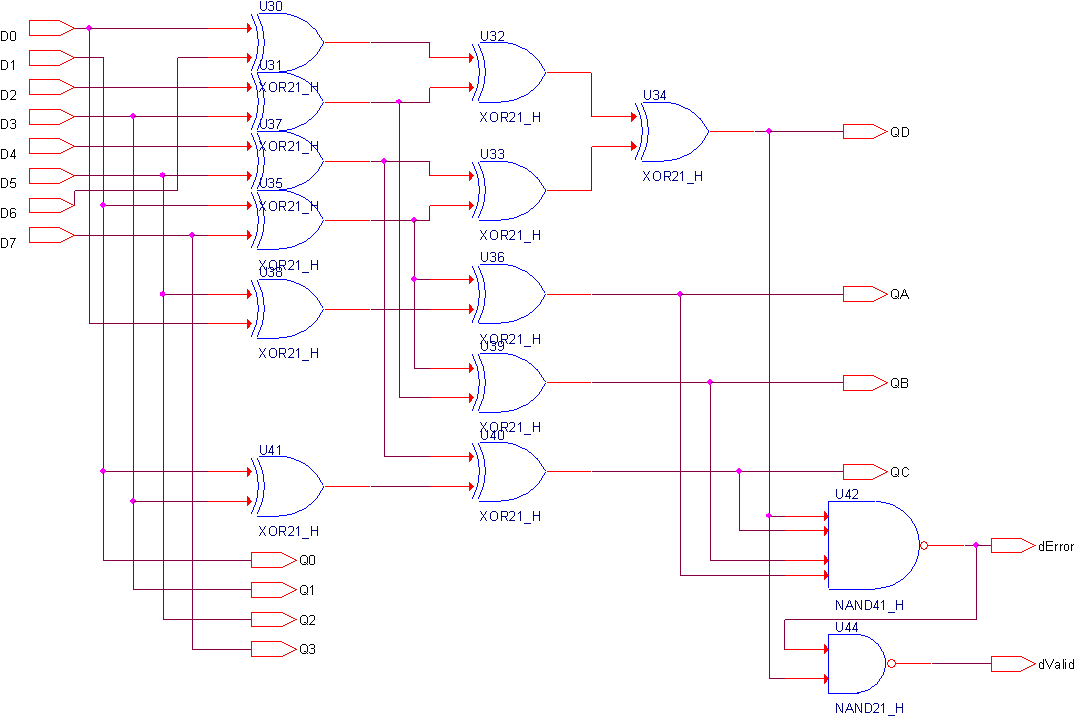 U30
D0
U32
D1
U31
XOR21_H
D2
U34
D3
XOR21_H
U37
QD
XOR21_H
D4
U33
XOR21_H
D5
U35
XOR21_H
D6
XOR21_H
D7
U36
XOR21_H
XOR21_H
U38
QA
XOR21_H
U39
XOR21_H
QB
XOR21_H
U40
U41
QC
U42
XOR21_H
XOR21_H
dError
Q0
Q1
NAND41_H
Q2
U44
Q3
dValid
NAND21_H